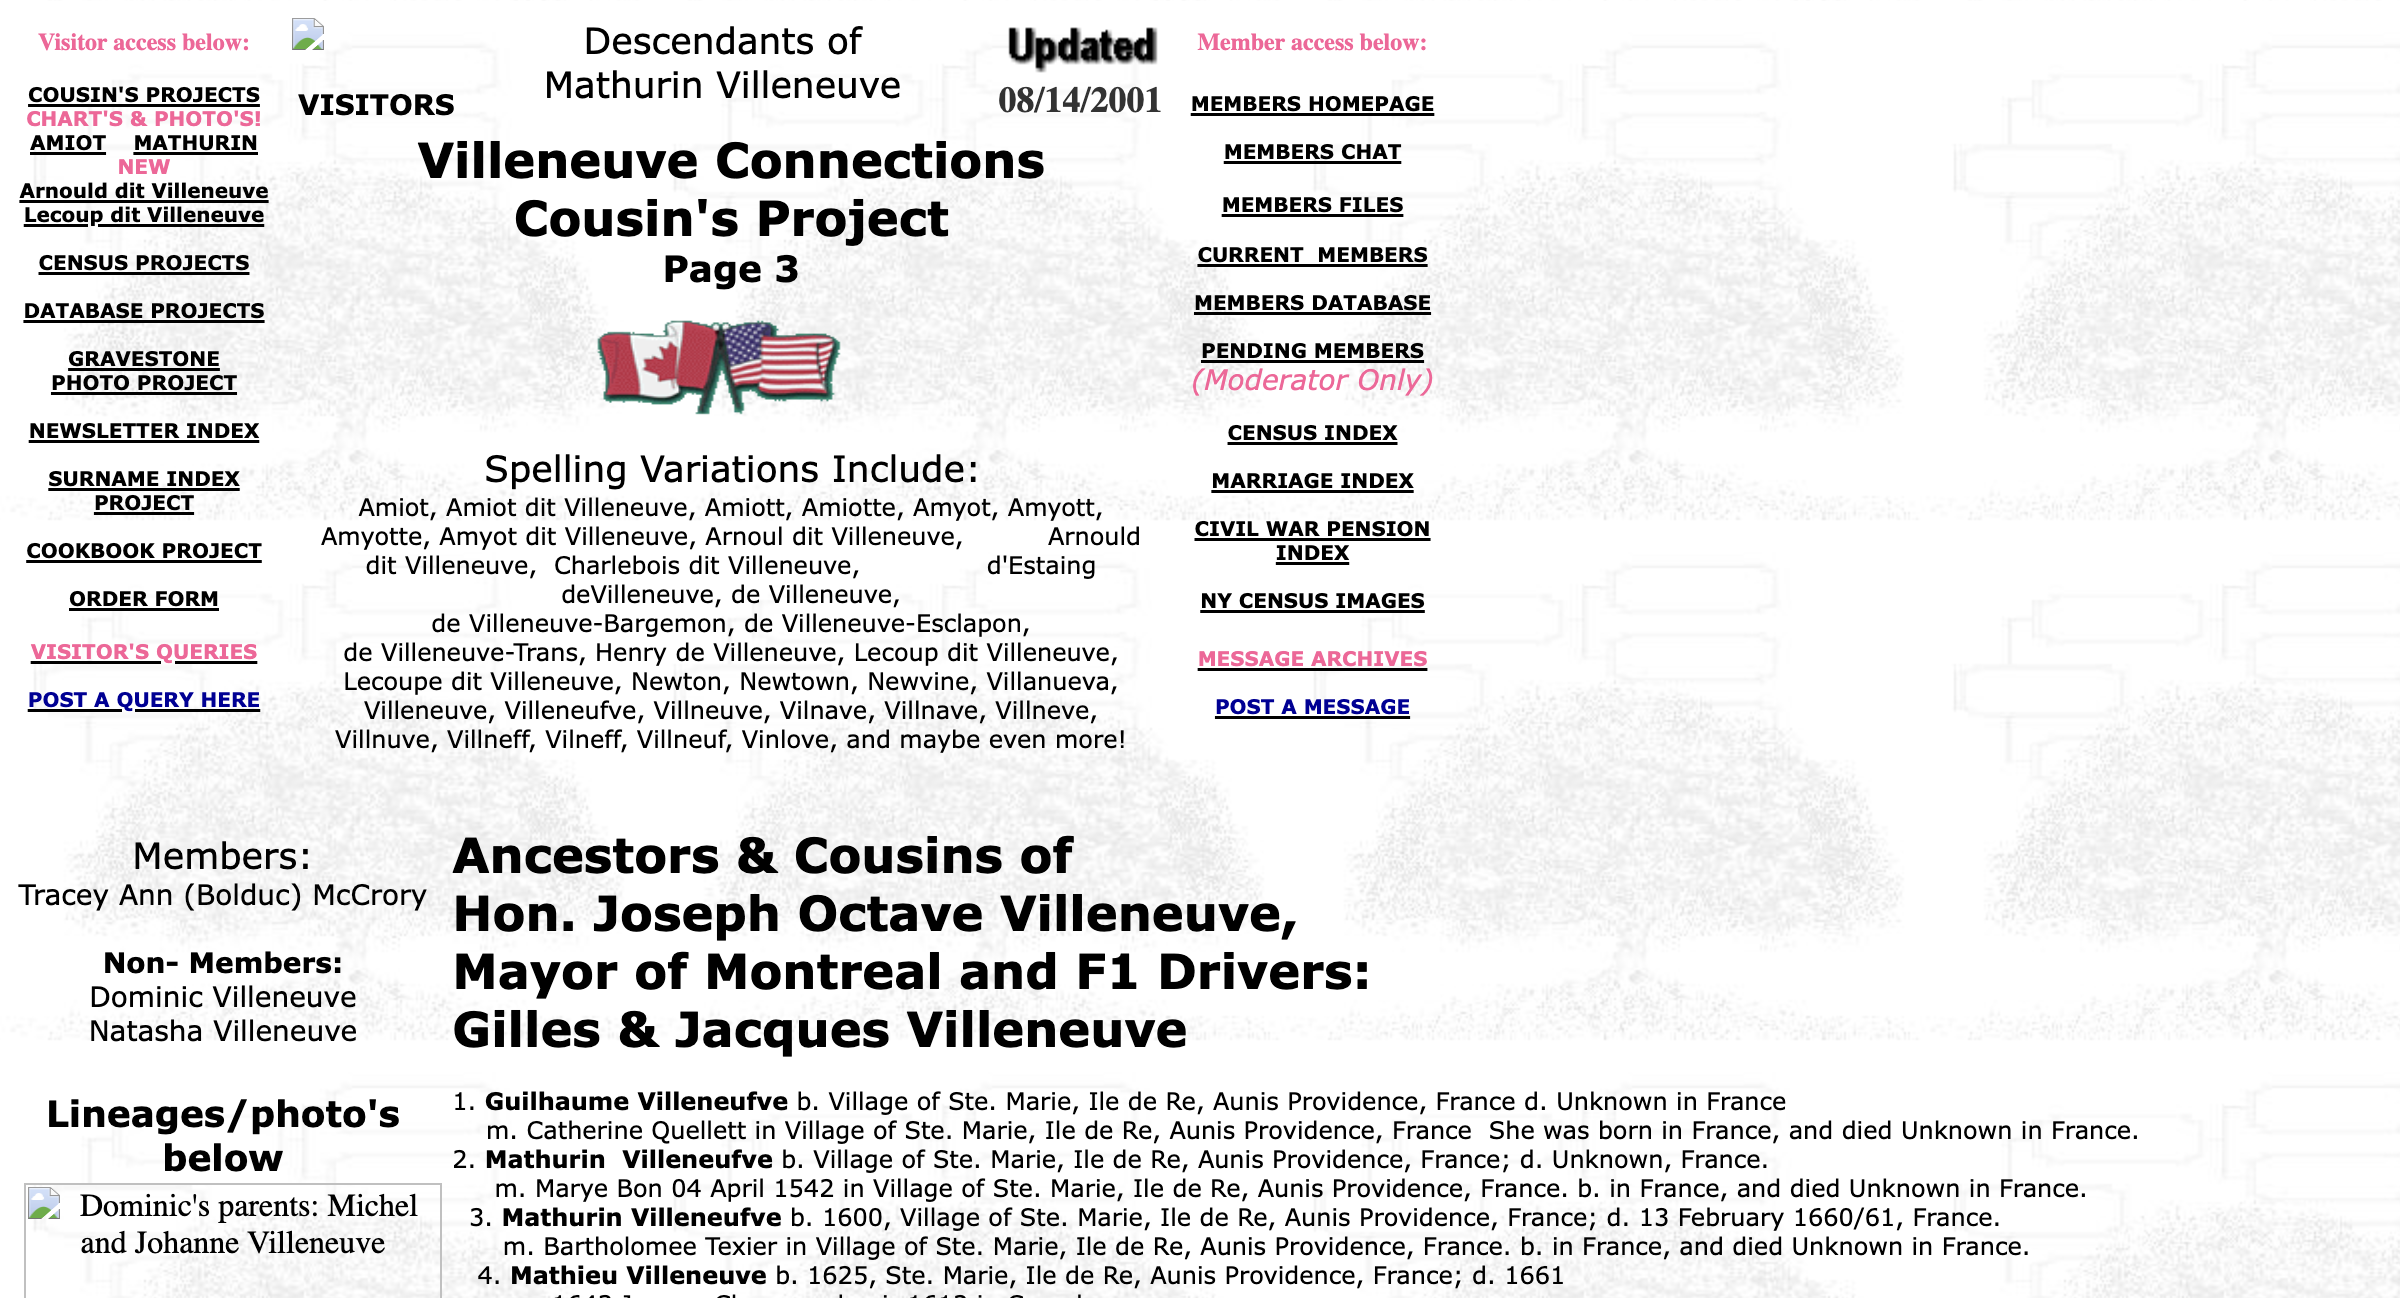 Visitor access below:
COUSIN'S PROJECTS
CHART'S & PHOTO'S!
AMIOT MATHURIN
NEW
Arnould dit Villeneuve
Lecoup dit Villeneuve
CENSUS PROJECTS
DATABASE PROJECTS
GRAVESTONE
PHOTO PROJECT
NEWSLETTER INDEX
SURNAME INDEX
PROJECT
COOKBOOK PROJECT
ORDER FORM
VISITOR'S QUERIES
POST A QUERY HERE
VISITORS
Descendants of
Mathurin Villeneuve
Updated
08/14/2001
Villeneuve Connections
Cousin's Project
Page 3
Spelling Variations Include:
Amiot, Amiot dit Villeneuve, Amiott, Amiotte, Amyot, Amyott,
Amyotte, Amyot dit Villeneuve, Arnoul dit Villeneuve, Arnould
dit Villeneuve, Charlebois dit Villeneuve, d'Estaing
deVilleneuve, de Villeneuve,
de Villeneuve-Bargemon, de Villeneuve-Esclapon,
de Villeneuve-Trans, Henry de Villeneuve, Lecoup dit Villeneuve,
Lecoupe dit Villeneuve, Newton, Newtown, Newvine, Villanueva,
Villeneuve, Villeneufve, Villneuve, Vilnave, Villnave, Villneve,
Villnuve, Villneff, Vilneff, Villneuf, Vinlove, and maybe even more!
Member access below:
MEMBERS HOMEPAGE
MEMBERS CHAT
MEMBERS FILES
CURRENT MEMBERS
MEMBERS DATABASE
PENDING MEMBERS
(Moderator Only)
CENSUS INDEX
MARRIAGE INDEX
CIVIL WAR PENSION
INDEX
NY CENSUS IMAGES
MESSAGE ARCHIVES
POST A MESSAGE
Members:
Tracey Ann (Bolduc) McCrory
Non- Members:
Dominic Villeneuve
Natasha Villeneuve
Lineages/photo's
below
Dominic's parents: Michel
and Johanne Villeneuve
Ancestors & Cousins of
Hon. Joseph Octave Villeneuve,
Mayor of Montreal and F1 Drivers:
Gilles & Jacques Villeneuve
1. Guilhaume Villeneufve b. Village of Ste. Marie, Ile de Re, Aunis Providence, France d. Unknown in France
m. Catherine Quellett in Village of Ste. Marie, Ile de Re, Aunis Providence, France She was born in France, and died Unknown in France.
2. Mathurin Villeneufve b. Village of Ste. Marie, Ile de Re, Aunis Providence, France; d. Unknown, France.
m. Marye Bon 04 April 1542 in Village of Ste. Marie, Ile de Re, Aunis Providence, France. b. in France, and died Unknown in France.
3. Mathurin Villeneufve b. 1600, Village of Ste. Marie, Ile de Re, Aunis Providence, France; d. 13 February 1660/61, France.
m. Bartholomee Texier in Village of Ste. Marie, Ile de Re, Aunis Providence, France. b. in France, and died Unknown in France.
4. Mathieu Villeneuve b. 1625, Ste. Marie, Ile de Re, Aunis Providence, France; d. 1661